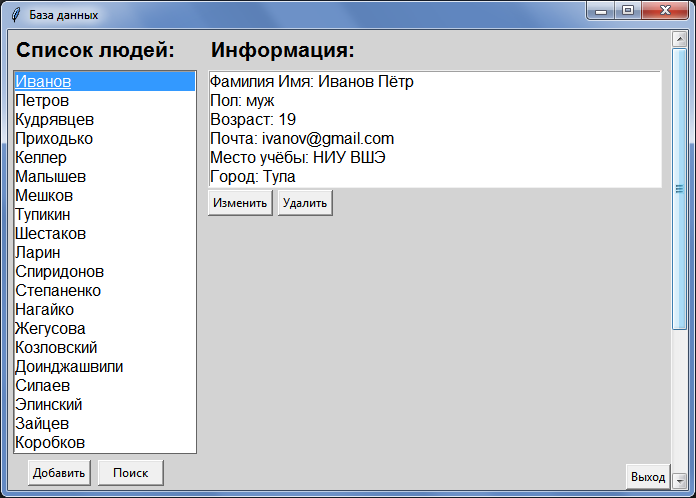 База данных
Список людей:
Информация:
Иванов
Петров
Кудрявцев
Приходько
Келлер
Малышев
Мешков
Тупикин
Шестаков
Ларин
Спиридонов
Степаненко
Нагайко
Жегусова
Козловский
Доинджашвили
Силаев
Элинский
Зайцев
Коробков
Фамилия Имя: Иванов Пётр
Пол: муж
Возраст: 19
Почта: ivanov@gmail.com
Место учёбы: НИУ ВШЭ
Город: Тула
Изменить
Удалить
Добавить
Поиск
Выход